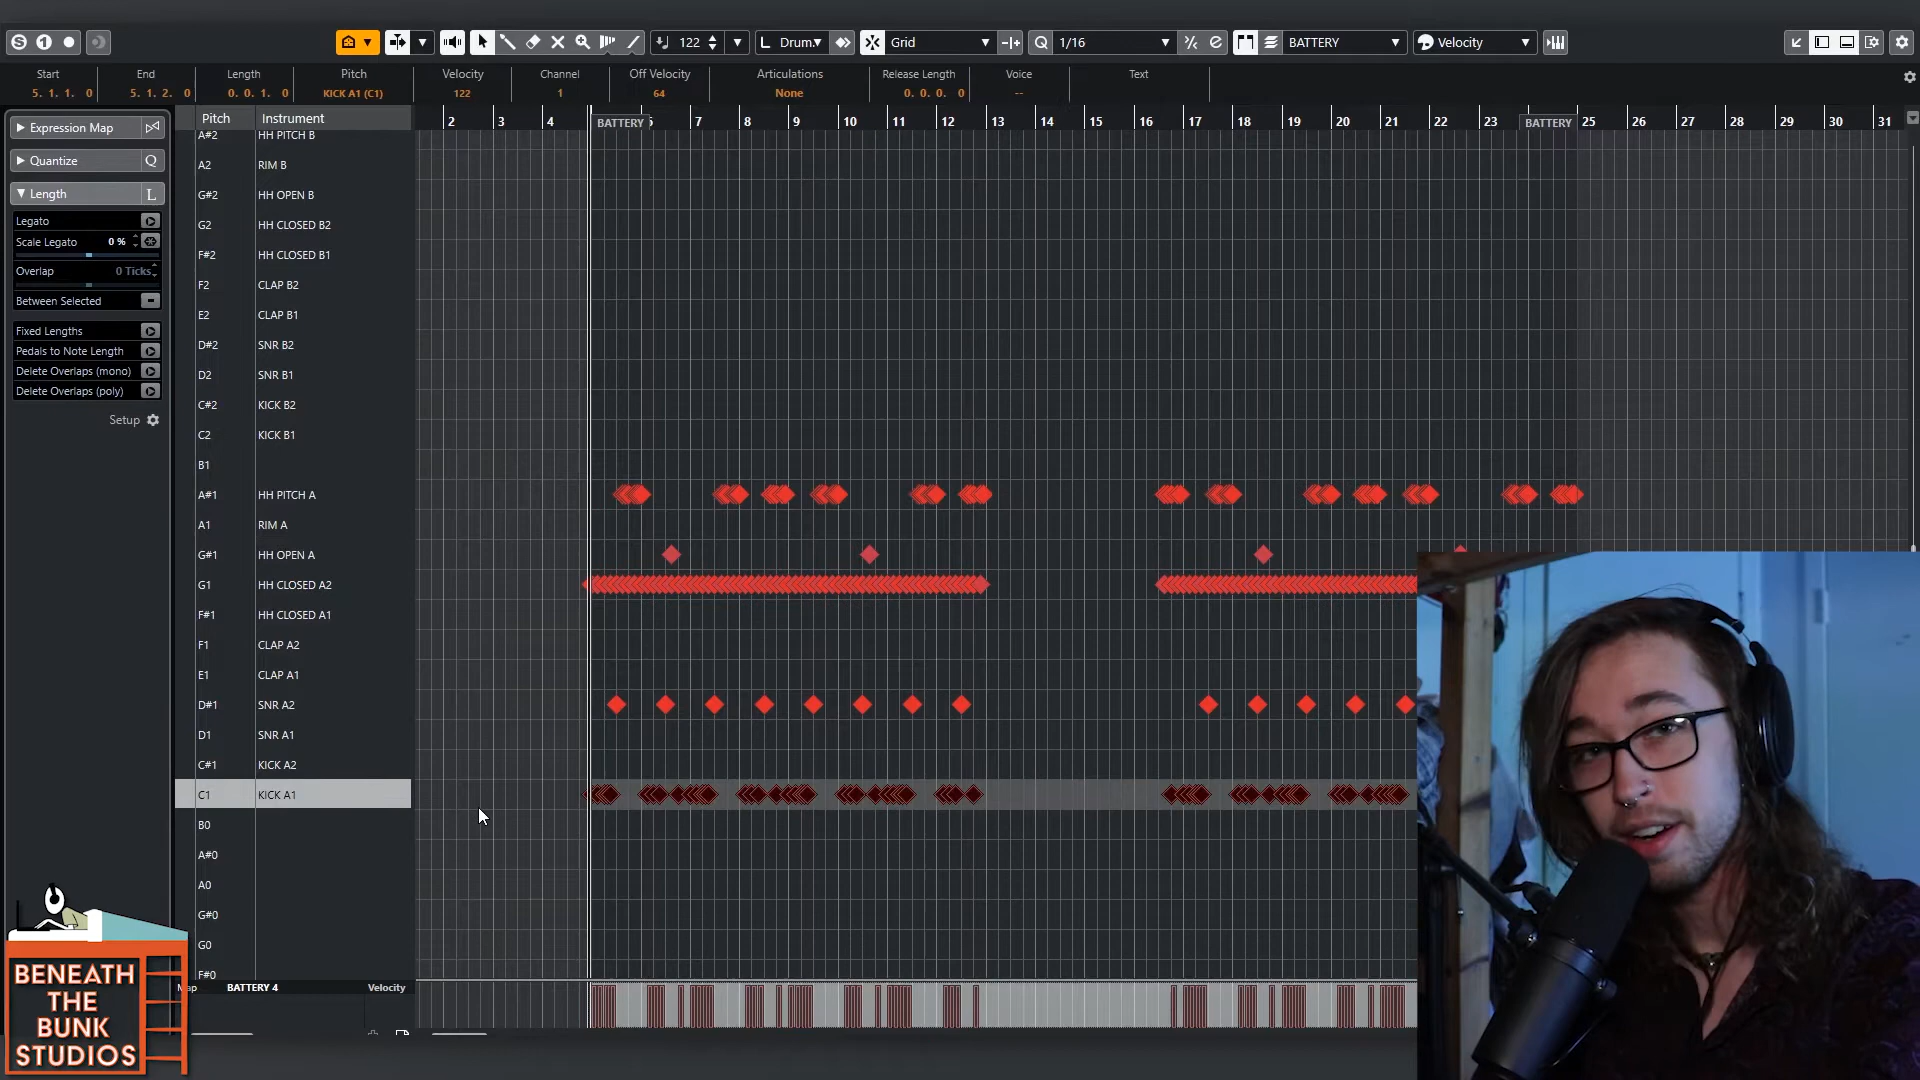 S 1
122
Drum.
Grid
Q 1/16
BATTERY
Velocity
Start End Length Pitch Velocity Channel Off Velocity Articulations Release Length Voice Text
5. 1. 1. 0 5. 1. 2. 0 0. 0. 1. 0 KICK A1 (C1) 122 1 64 None 0. 0. 0. 0 --
Expression Map
Quantize Q
Length L
Legato
Scale Legato 0 %
Overlap 0 Ticks
Between Selected
Fixed Lengths
Pedals to Note Length
Delete Overlaps (mono)
Delete Overlaps (poly)
Setup
Pitch Instrument
2 3 4 BATTERY 6 7 8 9 10 11 12 13 14 15 16 17 18 19 20 21 22 23 BATTERY 25 26 27 28 29 30 31
A#2 HH PITCH B
A2 RIM B
G#2 HH OPEN B
G2 HH CLOSED B2
F#2 HH CLOSED B1
F2 CLAP B2
E2 CLAP B1
D#2 SNR B2
D2 SNR B1
C#2 KICK B2
C2 KICK B1
B1
A#1 HH PITCH A
A1 RIM A
G#1 HH OPEN A
G1 HH CLOSED A2
F#1 HH CLOSED A1
F1 CLAP A2
E1 CLAP A1
D#1 SNR A2
D1 SNR A1
C#1 KICK A2
C1 KICK A1
B0
A#0
A0
G#0
G0
F#0
BATTERY 4 Velocity
BENEATH
THE
BUNK
STUDIOS